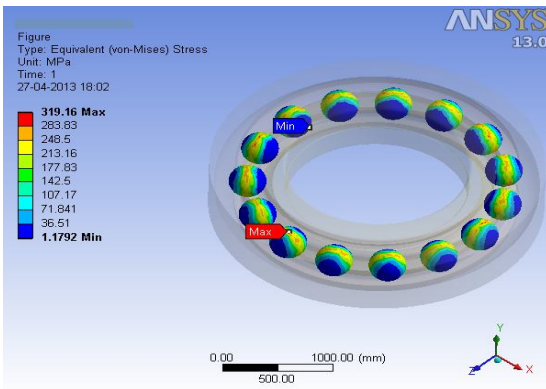 ANSYS
13.0
Figure
Type: Equivalent (von-Mises) Stress
Unit: MPa
Time: 1
27-04-2013 18:02
319.16 Max
283.83
248.5
213.16
177.83
142.5
107.17
71.841
36.51
1.1792 Min
Min
Max
0.00 1000.00 (mm)
500.00
Y
Z X